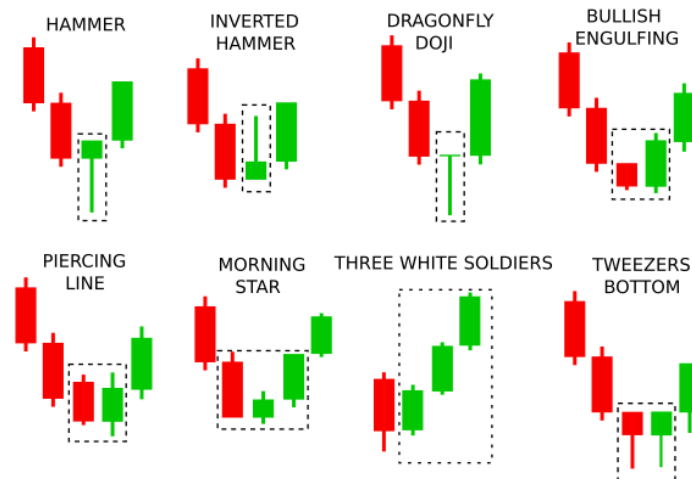 HAMMER
INVERTED
HAMMER
DRAGONFLY
DOJI
BULLISH
ENGULFING
PIERCING
LINE
MORNING
STAR
THREE WHITE SOLDIERS
TWEEZERS
BOTTOM